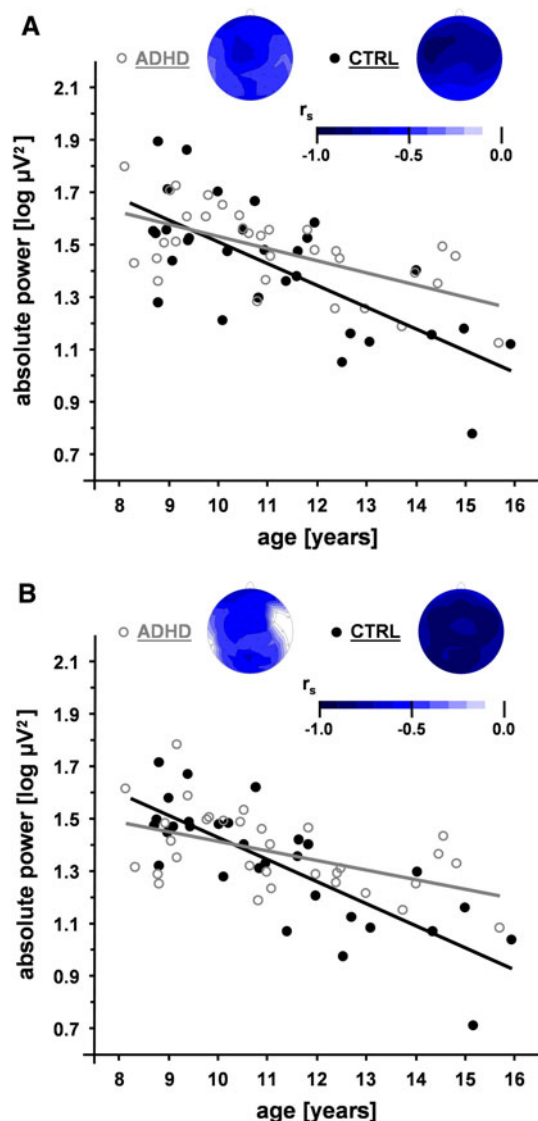 A
ADHD CTRL
r_s
-1.0 -0.5 0.0
absolute power [log µV²]
2.1
1.9
1.7
1.5
1.3
1.1
0.9
0.7
8 9 10 11 12 13 14 15 16
age [years]
B
ADHD CTRL
r_s
-1.0 -0.5 0.0
absolute power [log µV²]
2.1
1.9
1.7
1.5
1.3
1.1
0.9
0.7
8 9 10 11 12 13 14 15 16
age [years]